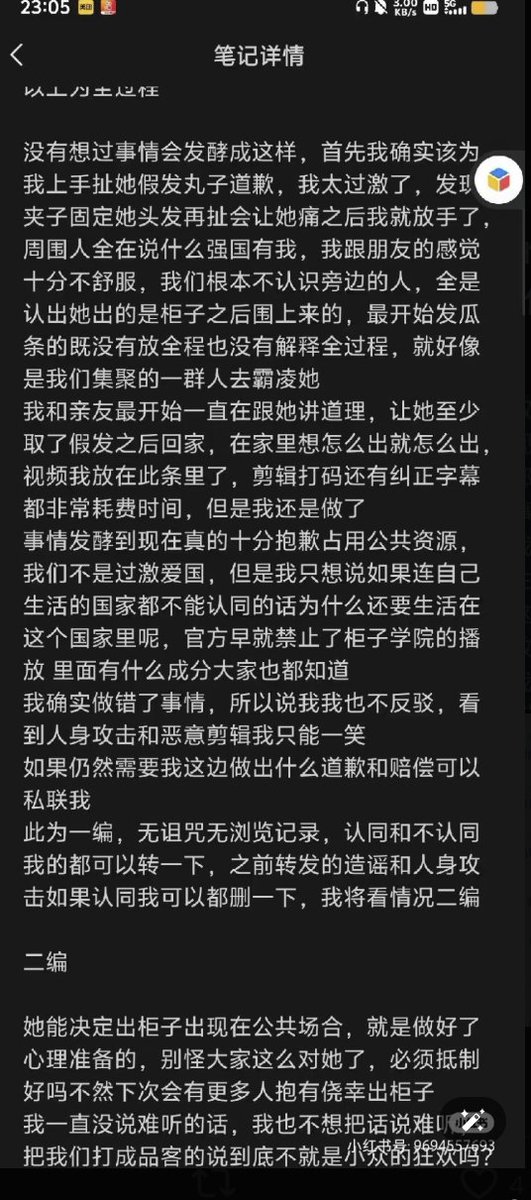 23:05
3.00
KB/s
HD
5G
笔记详情
以上为全过程
没有想过事情会发酵成这样，首先我确实该为
我上手扯她假发丸子道歉，我太过激了，发现
夹子固定她头发再扯会让她痛之后我就放手了，
周围人全在说什么强国有我，我跟朋友的感觉
十分不舒服，我们根本不认识旁边的人，全是
认出她出的是柜子之后围上来的，最开始发瓜
条的既没有放全程也没有解释全过程，就好像
是我们集聚的一群人去霸凌她
我和亲友最开始一直在跟她讲道理，让她至少
取了假发之后回家，在家里想怎么出就怎么出，
视频我放在此条里了，剪辑打码还有纠正字幕
都非常耗费时间，但是我还是做了
事情发酵到现在真的十分抱歉占用公共资源，
我们不是过激爱国，但是我只想说如果连自己
生活的国家都不能认同的话为什么还要生活在
这个国家里呢，官方早就禁止了柜子学院的播
放 里面有什么成分大家也都知道
我确实做错了事情，所以说我我也不反驳，看
到人身攻击和恶意剪辑我只能一笑
如果仍然需要我这边做出什么道歉和赔偿可以
私联我
此为一编，无诅咒无浏览记录，认同和不认同
我的都可以转一下，之前转发的造谣和人身攻
击如果认同我可以都删一下，我将看情况二编
二编
她能决定出柜子出现在公共场合，就是做好了
心理准备的，别怪大家这么对她了，必须抵制
好吗不然下次会有更多人抱有侥幸出柜子
我一直没说难听的话，我也不想把话说难听
小红书号: 9694557693
把我们打成品客的说到底不就是小众的狂欢吗？